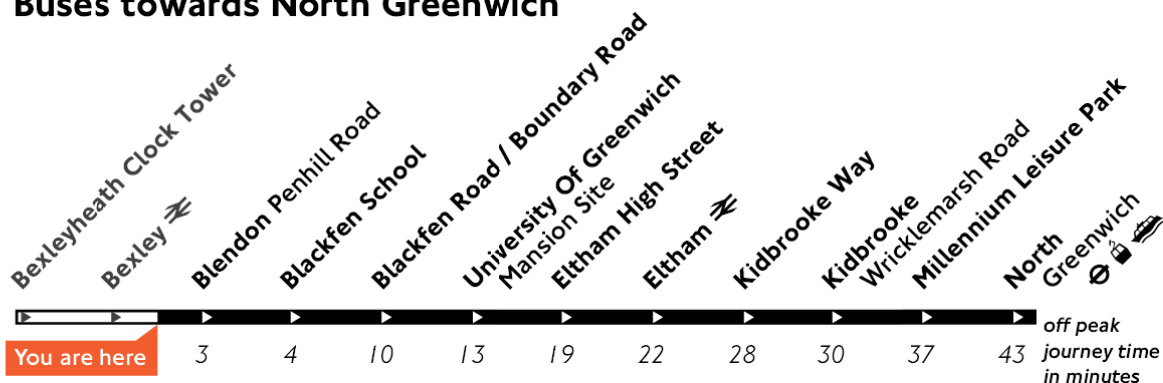 Buses towards North Greenwich
Bexleyheath Clock Tower
Bexley
Blendon Penhill Road
Blackfen School
Blackfen Road / Boundary Road
University Of Greenwich
Mansion Site
Eltham High Street
Eltham
Kidbrooke Way
Kidbrooke
Wricklemarsh Road
Millennium Leisure Park
North
Greenwich
You are here
3 4 10 13 19 22 28 30 37 43
off peak
journey time
in minutes